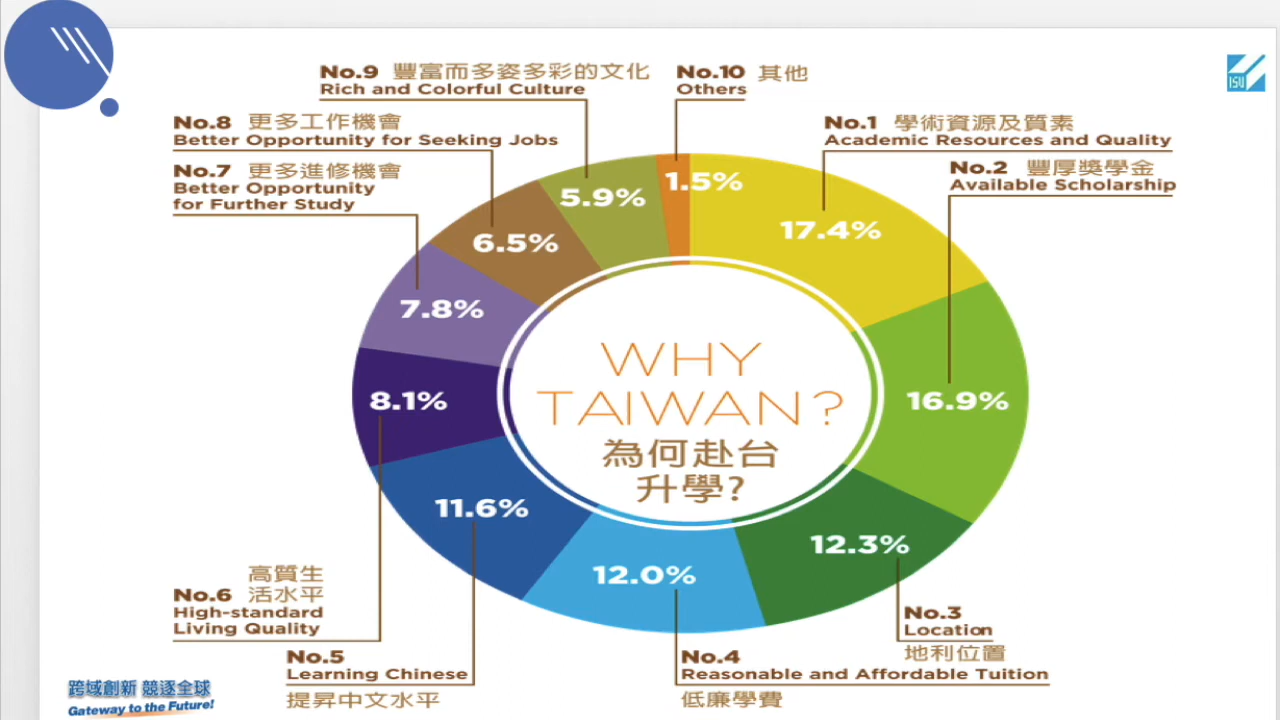 No.9 豐富而多姿多彩的文化
Rich and Colorful Culture
No.10 其他
Others
ISU
No.8 更多工作機會
Better Opportunity for Seeking Jobs
No.1 學術資源及質素
Academic Resources and Quality
No.7 更多進修機會
Better Opportunity
for Further Study
No.2 豐厚獎學金
Available Scholarship
1.5%
5.9%
17.4%
6.5%
7.8%
8.1%
16.9%
WHY
TAIWAN?
為何赴台
升學?
11.6%
12.3%
12.0%
高質生
No.6 活水平
High-standard
Living Quality
No.3
Location
地利位置
No.5
Learning Chinese
提昇中文水平
No.4
Reasonable and Affordable Tuition
低廉學費
跨域創新 競逐全球
Gateway to the Future!